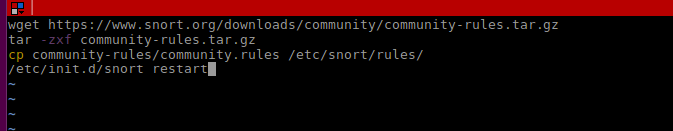 wget https://www.snort.org/downloads/community/community-rules.tar.gz
tar -zxf community-rules.tar.gz
cp community-rules/community.rules /etc/snort/rules/
/etc/init.d/snort restart
~
~
~
~